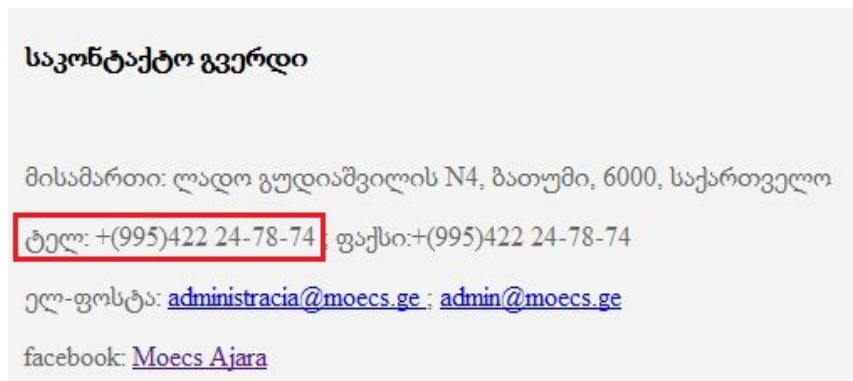 საკონტაქტო გვერდი
მისამართი: ლადო გუდიაშვილის N4, ბათუმი, 6000, საქართველო
ტელ: +(995)422 24-78-74 ; ფაქსი:+(995)422 24-78-74
ელ-ფოსტა: administracia@moecs.ge ; admin@moecs.ge
facebook: Moecs Ajara